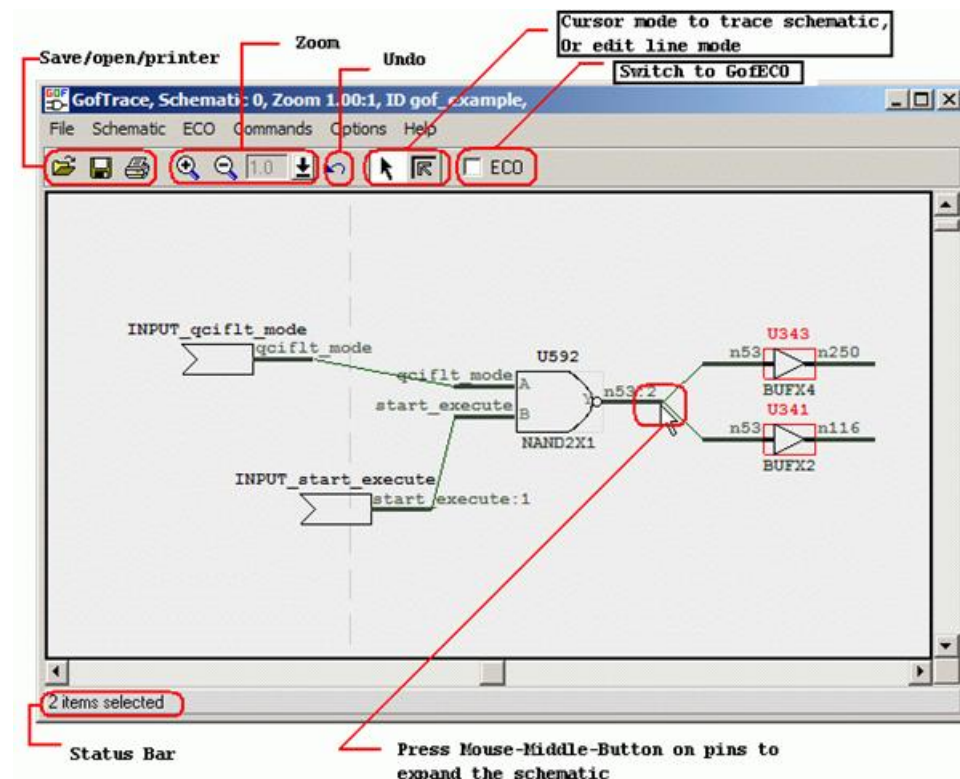 Cursor mode to trace schematic,
Or edit line mode
Zoom
Undo
Save/open/printer
Switch to GofECO
GOF
GofTrace, Schematic 0, Zoom 1.00:1, ID gof_example,
File Schematic ECO Commands Options Help
1.0
ECO
INPUT_qciflt_mode
qciflt_mode
U592
qciflt_mode
A
start_execute
B
Y
n53:2
NAND2X1
U343
n53
n250
BUFX4
U341
n53
n116
BUFX2
INPUT_start_execute
start_execute:1
2 items selected
Status Bar
Press Mouse-Middle-Button on pins to
expand the schematic